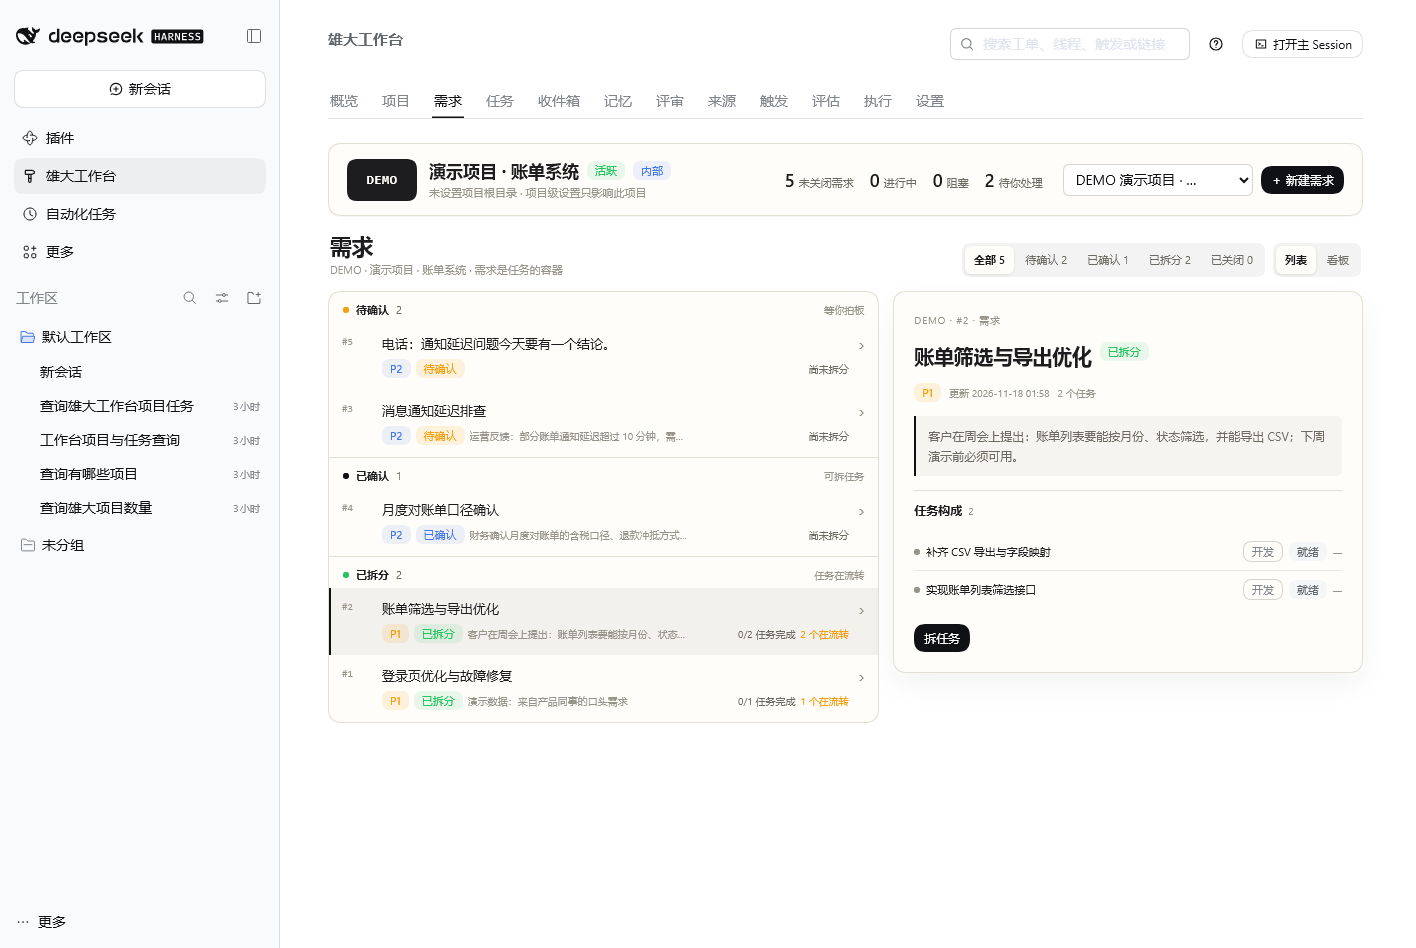 deepseek HARNESS
新会话
插件
雄大工作台
自动化任务
更多
工作区
默认工作区
新会话
查询雄大工作台项目任务 3 小时
工作台项目与任务查询 3 小时
查询有哪些项目 3 小时
查询雄大项目数量 3 小时
未分组
··· 更多
雄大工作台
搜索工单、线程、触发或链接
打开主 Session
概览 项目 需求 任务 收件箱 记忆 评审 来源 触发 评估 执行 设置
DEMO
演示项目 · 账单系统 活跃 内部
未设置项目根目录 · 项目级设置只影响此项目
5 未关闭需求 0 进行中 0 阻塞 2 待你处理
DEMO 演示项目 · ...
+ 新建需求
需求
DEMO · 演示项目 · 账单系统 · 需求是任务的容器
全部 5 待确认 2 已确认 1 已拆分 2 已关闭 0
列表 看板
待确认 2 等你拍板
#5 电话：通知延迟问题今天要有一个结论。
P2 待确认 尚未拆分
#3 消息通知延迟排查
P2 待确认 运营反馈：部分账单通知延迟超过 10 分钟，需... 尚未拆分
已确认 1 可拆任务
#4 月度对账单口径确认
P2 已确认 财务确认月度对账单的含税口径、退款冲抵方式... 尚未拆分
已拆分 2 任务在流转
#2 账单筛选与导出优化
P1 已拆分 客户在周会上提出：账单列表要能按月份、状态... 0/2 任务完成 2 个在流转
#1 登录页优化与故障修复
P1 已拆分 演示数据：来自产品同事的口头需求 0/1 任务完成 1 个在流转
DEMO · #2 · 需求
账单筛选与导出优化 已拆分
P1 更新 2026-11-18 01:58 2 个任务
客户在周会上提出：账单列表要能按月份、状态筛选，并能导出 CSV；下周
演示前必须可用。
任务构成 2
补齐 CSV 导出与字段映射 开发 就绪 —
实现账单列表筛选接口 开发 就绪 —
拆任务